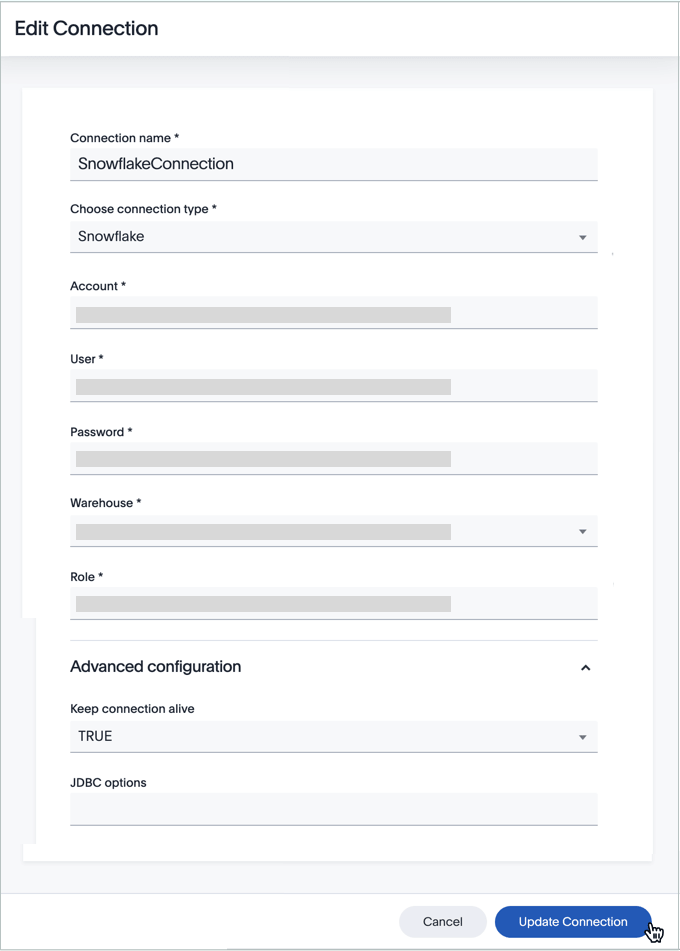 Edit Connection
Connection name *
SnowflakeConnection
Choose connection type *
Snowflake
Account *
User *
Password *
Warehouse *
Role *
Advanced configuration
Keep connection alive
TRUE
JDBC options
Cancel
Update Connection